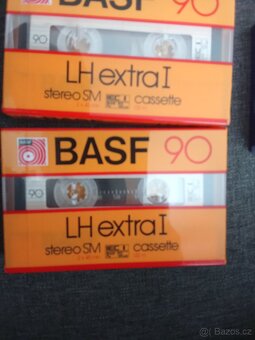 BASF 90
90
LH extra I
stereo SM cassette
BASF 90
90
LH extra I
stereo SM cassette
Bazos.cz